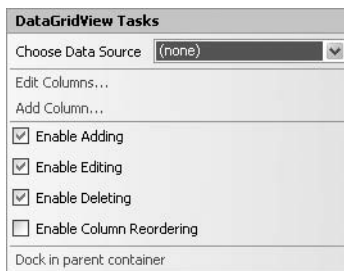 DataGridView Tasks
Choose Data Source (none)
Edit Columns...
Add Column...
Enable Adding
Enable Editing
Enable Deleting
Enable Column Reordering
Dock in parent container